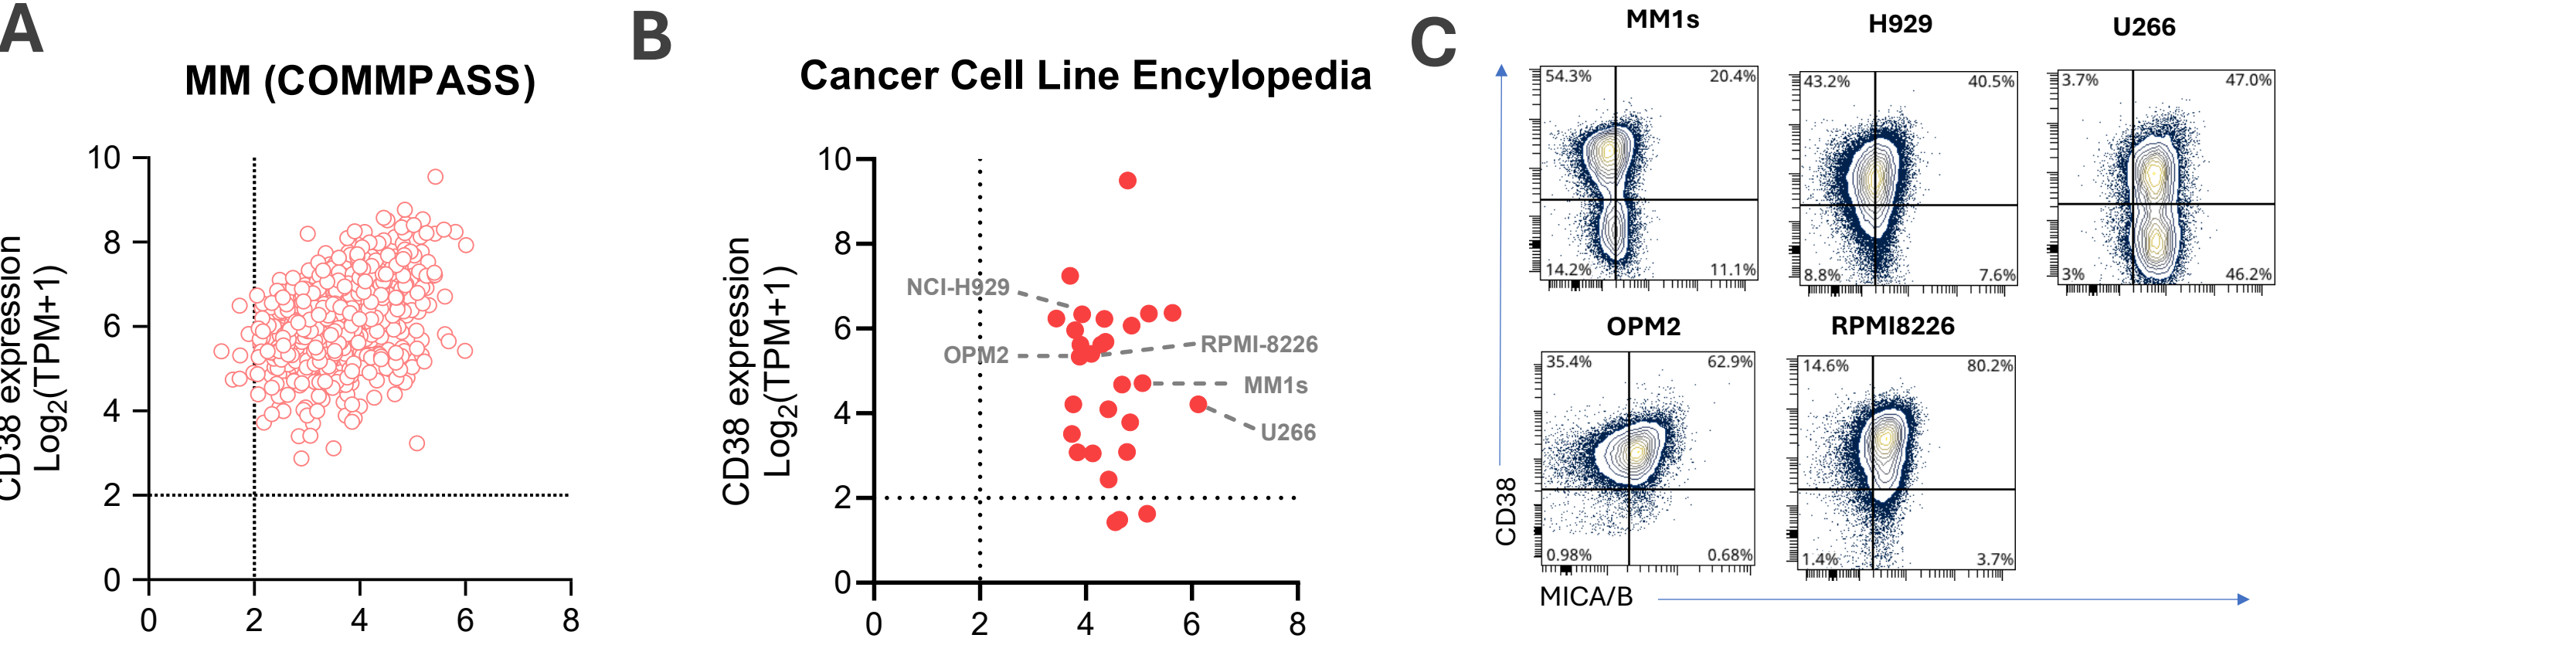 A
MM (COMMPASS)
CD38 expression
Log2(TPM+1)
10
8
6
4
2
0
0 2 4 6 8
B
Cancer Cell Line Encylopedia
CD38 expression
Log2(TPM+1)
10
8
6
4
2
0
0 2 4 6 8
NCI-H929
OPM2
RPMI-8226
MM1s
U266
C
MM1s
54.3% 20.4%
14.2% 11.1%
H929
43.2% 40.5%
8.8% 7.6%
U266
3.7% 47.0%
3% 46.2%
OPM2
35.4% 62.9%
0.98% 0.68%
RPMI8226
14.6% 80.2%
1.4% 3.7%
CD38
MICA/B